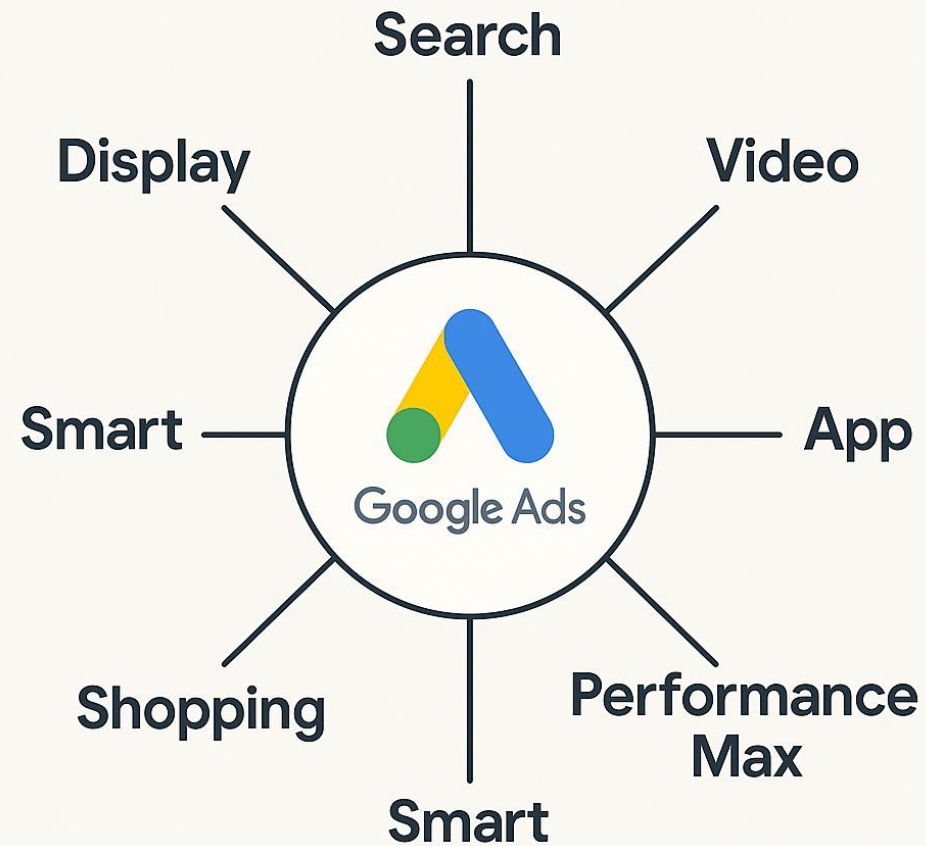 Search
Display
Video
Smart
Google Ads
App
Shopping
Performance
Max
Smart